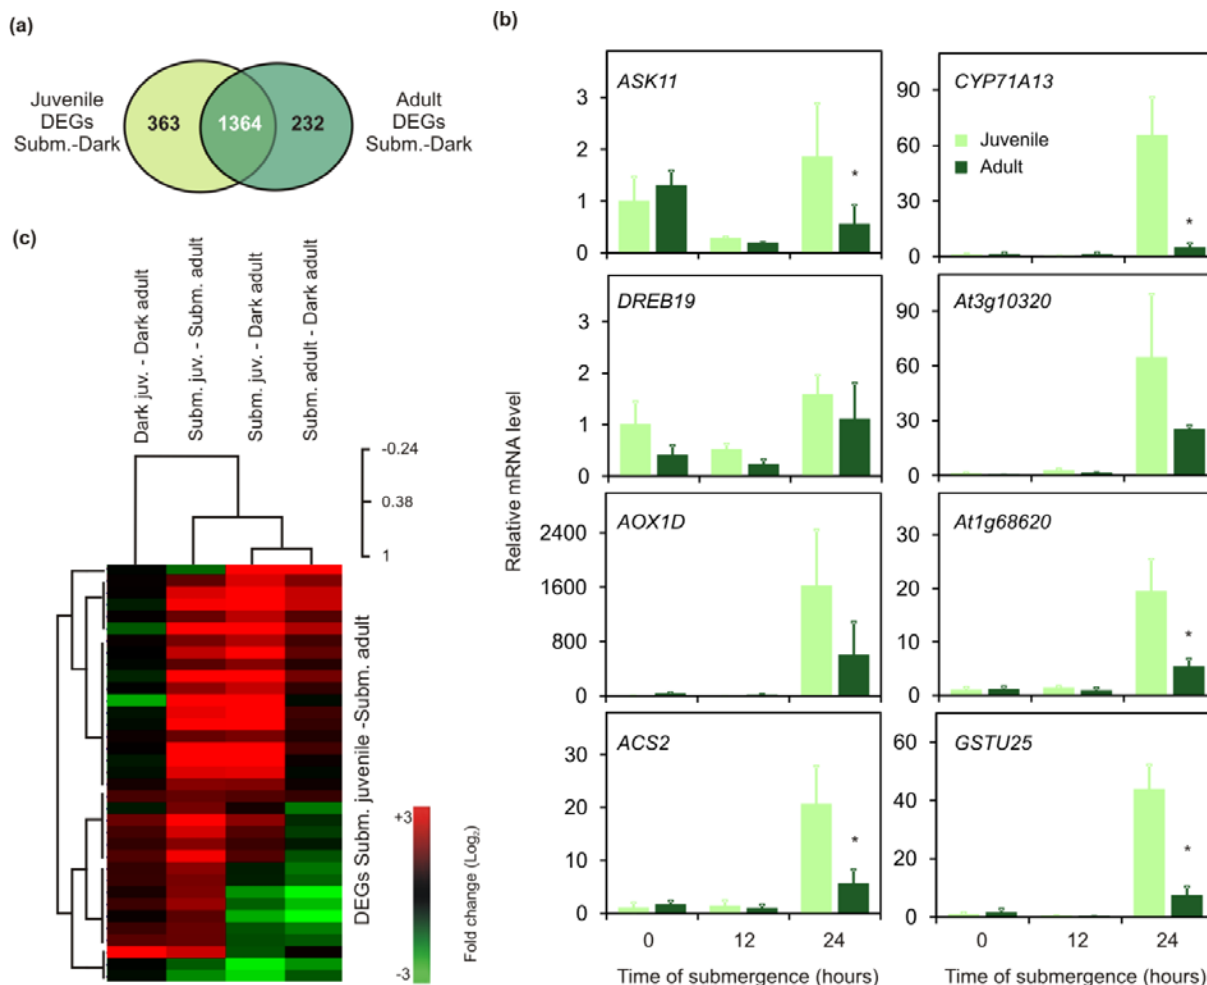 (a)
Juvenile
DEGs
Subm.-Dark
363
1364
232
Adult
DEGs
Subm.-Dark
(b)
Relative mRNA level
ASK11
3
2
1
0
*
CYP71A13
90
60
30
0
Juvenile
Adult
*
DREB19
3
2
1
0
At3g10320
90
60
30
0
AOX1D
2400
1600
800
0
At1g68620
30
20
10
0
*
ACS2
30
20
10
0
*
GSTU25
60
40
20
0
*
0
12
24
Time of submergence (hours)
0
12
24
Time of submergence (hours)
(c)
Dark juv. - Dark adult
Subm. juv. - Subm. adult
Subm. juv. - Dark adult
Subm. adult - Dark adult
-0.24
0.38
1
DEGs Subm. juvenile -Subm. adult
+3
-3
Fold change (Log₂)